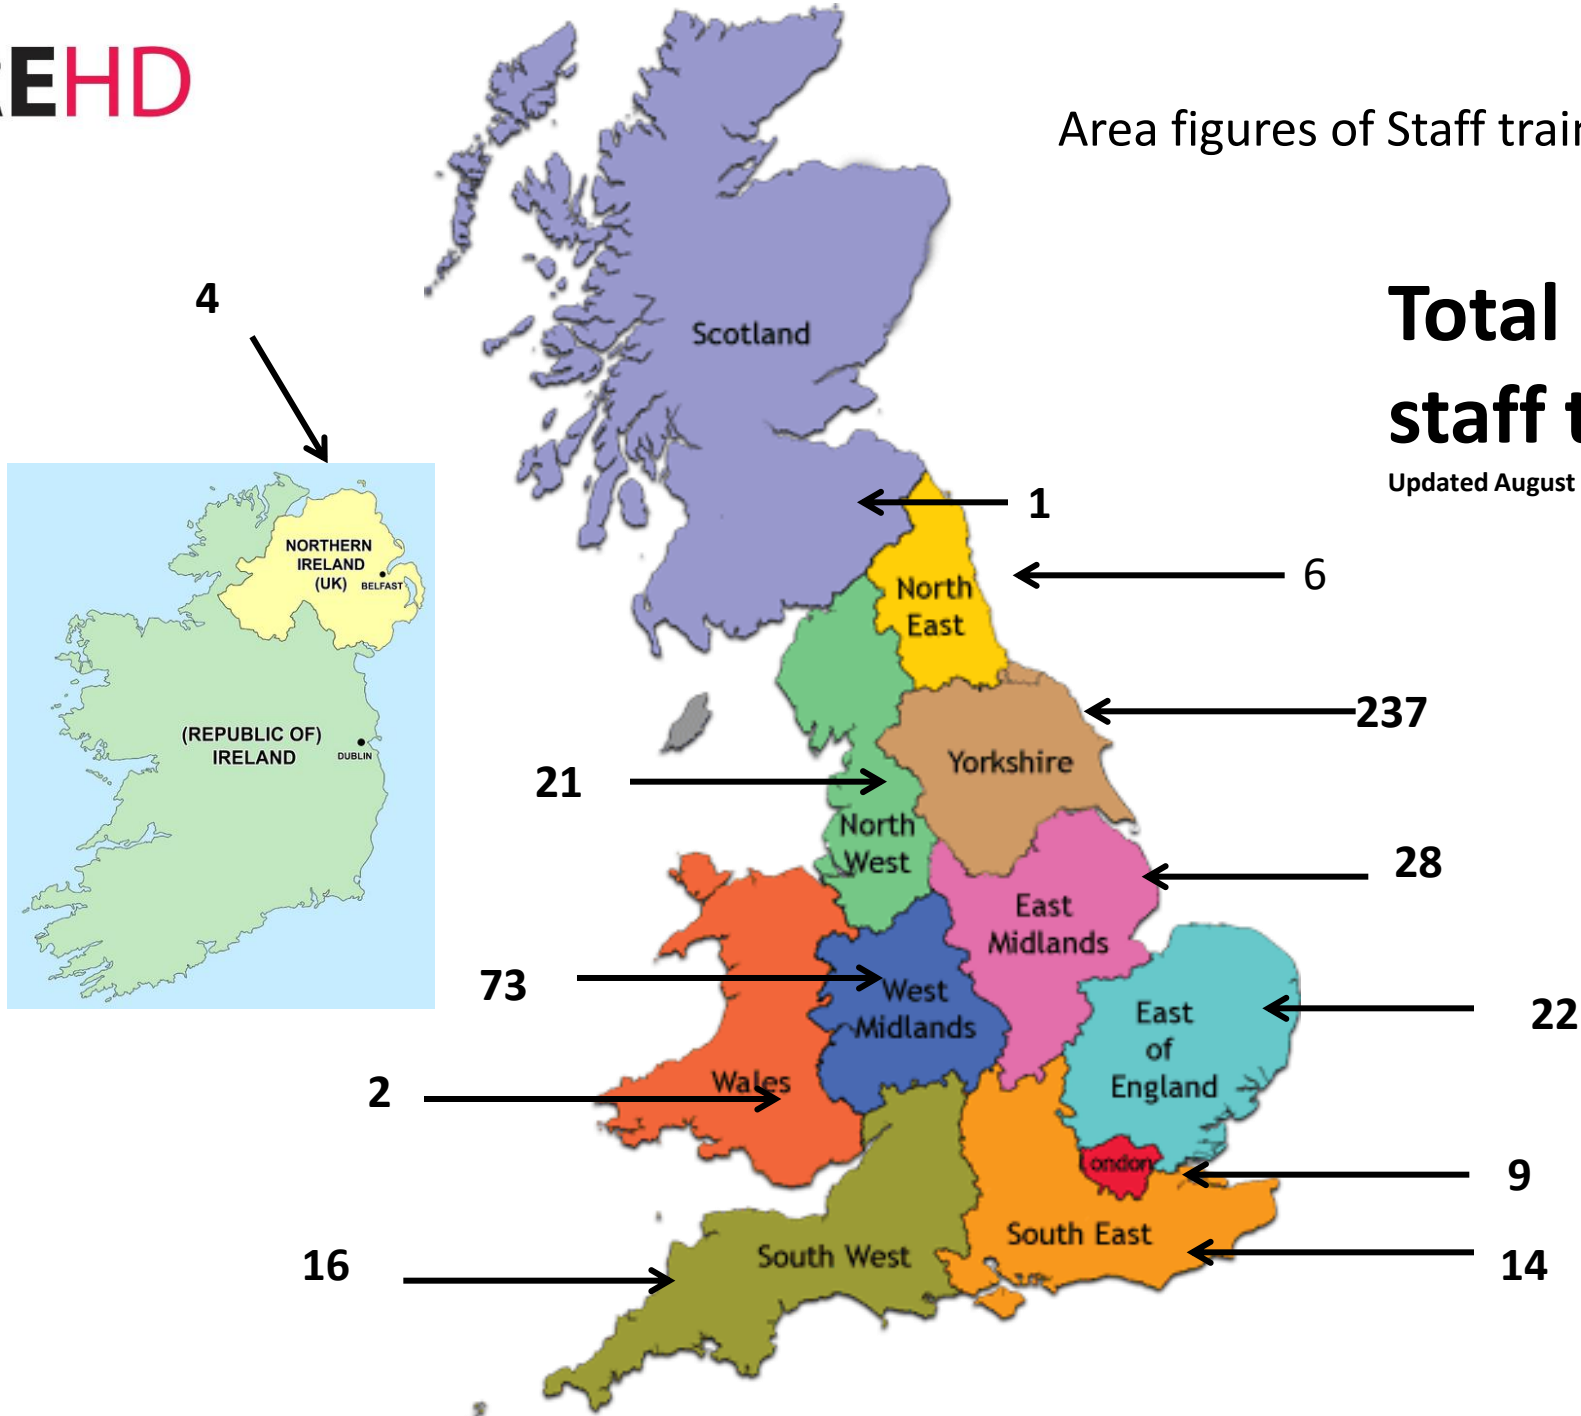 EHD
Area figures of Staff
Total
staff
Updated August
4
Scotland
1
6
North
East
NORTHERN
IRELAND
(UK)
BELFAST
(REPUBLIC OF)
IRELAND
DUBLIN
237
Yorkshire
21
North
West
28
East
Midlands
73
West
Midlands
22
East
of
England
2
Wales
London
9
South East
14
16
South West